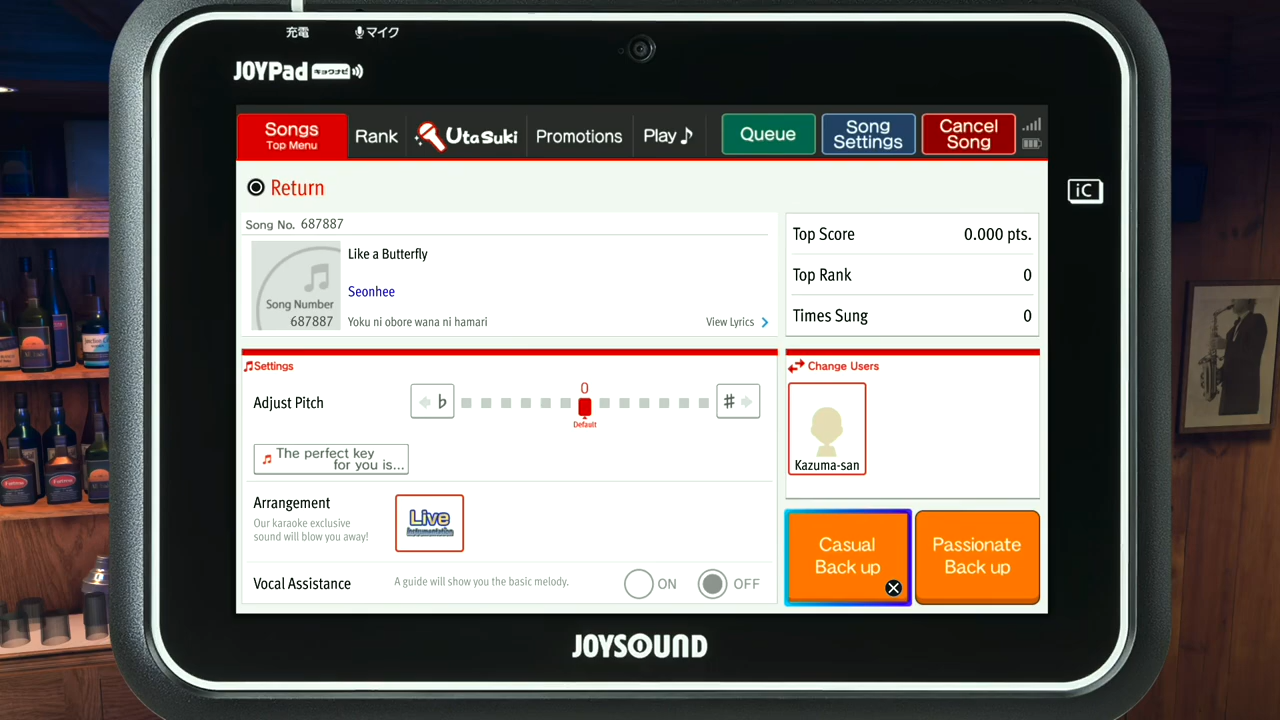 充電
マイク
JOYPad キョクナビ
Songs
Top Menu
Rank
UtaSuki
Promotions
Play♪
Queue
Song
Settings
Cancel
Song
Return
iC
Song No. 687887
Song Number
687887
Like a Butterfly
Seonhee
Yoku ni obore wana ni hamari
View Lyrics
Top Score 0.000 pts.
Top Rank 0
Times Sung 0
Settings
Adjust Pitch
♭
0
Default
♯
The perfect key
for you is...
Arrangement
Our karaoke exclusive
sound will blow you away!
Live
Instrumentation
Vocal Assistance
A guide will show you the basic melody.
ON
OFF
Change Users
Kazuma-san
Casual
Back up
Passionate
Back up
JOYSOUND